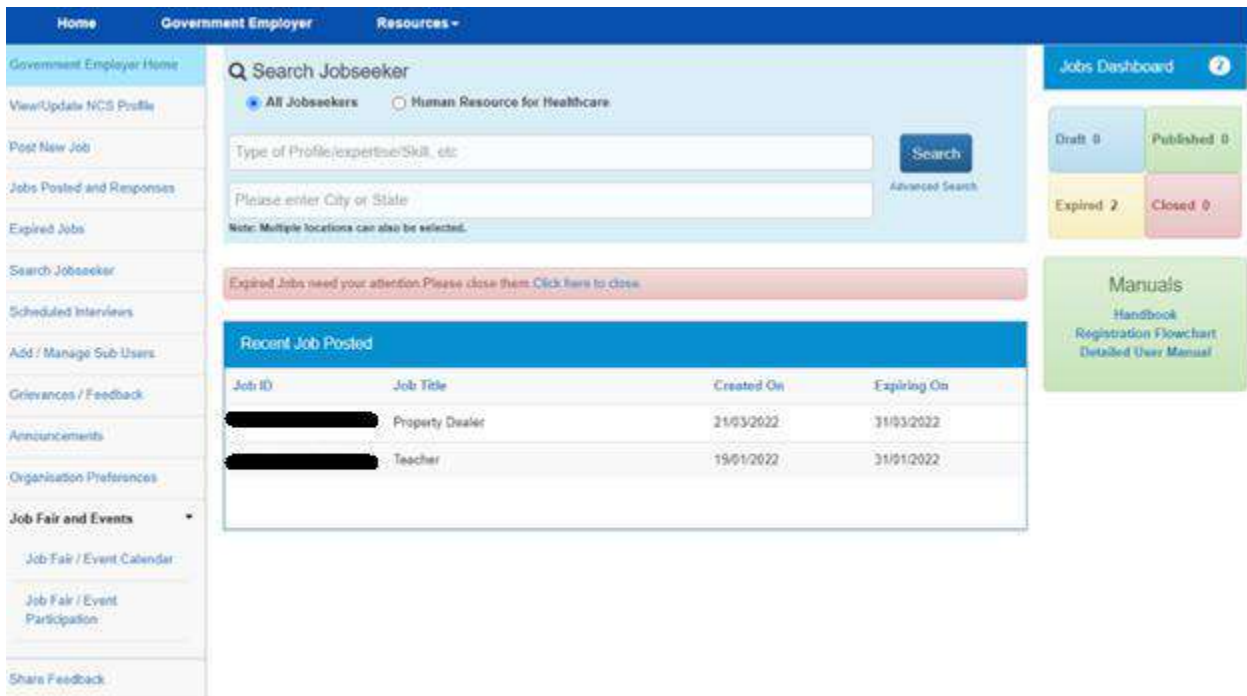 Home Government Employer Resources
Government Employer Home
View/Update NCS Profile
Post New Job
Jobs Posted and Responses
Expired Jobs
Search Jobseeker
Scheduled Interviews
Add / Manage Sub Users
Grievances / Feedback
Announcements
Organisation Preferences
Job Fair and Events
Job Fair / Event Calendar
Job Fair / Event
Participation
Share Feedback
Search Jobseeker
All Jobseekers Human Resource for Healthcare
Type of Profile/expertise/Skill, etc
Search
Please enter City or State
Advanced Search
Note: Multiple locations can also be selected.
Expired Jobs need your attention.Please close them.Click here to close.
Recent Job Posted
Job ID Job Title Created On Expiring On
Property Dealer 21/03/2022 31/03/2022
Teacher 19/01/2022 31/01/2022
Jobs Dashboard ?
Draft 0 Published 0
Expired 2 Closed 0
Manuals
Handbook
Registration Flowchart
Detailed User Manual